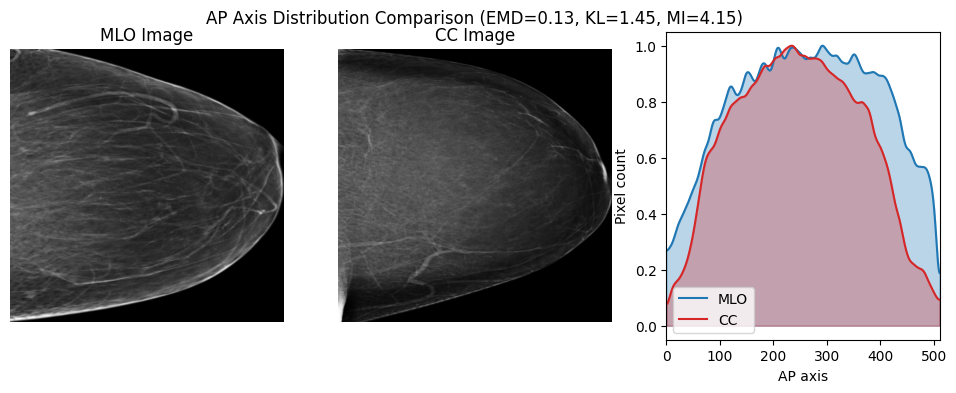 AP Axis Distribution Comparison (EMD=0.13, KL=1.45, MI=4.15)
MLO Image
CC Image
1.0
0.8
0.6
0.4
0.2
0.0
Pixel count
MLO
CC
0
100
200
300
400
500
AP axis